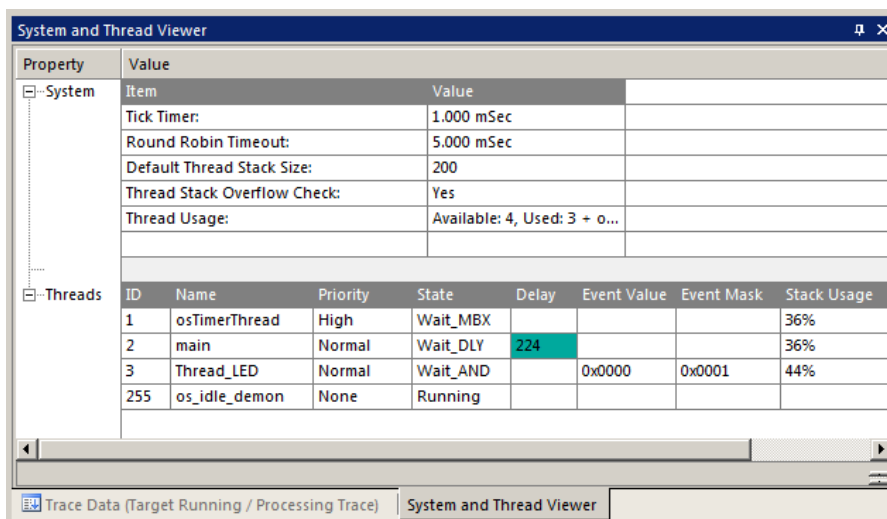 System and Thread Viewer
Property Value
System Item Value
Tick Timer: 1.000 mSec
Round Robin Timeout: 5.000 mSec
Default Thread Stack Size: 200
Thread Stack Overflow Check: Yes
Thread Usage: Available: 4, Used: 3 + o...
Threads ID Name Priority State Delay Event Value Event Mask Stack Usage
1 osTimerThread High Wait_MBX 36%
2 main Normal Wait_DLY 224 36%
3 Thread_LED Normal Wait_AND 0x0000 0x0001 44%
255 os_idle_demon None Running
Trace Data (Target Running / Processing Trace) System and Thread Viewer